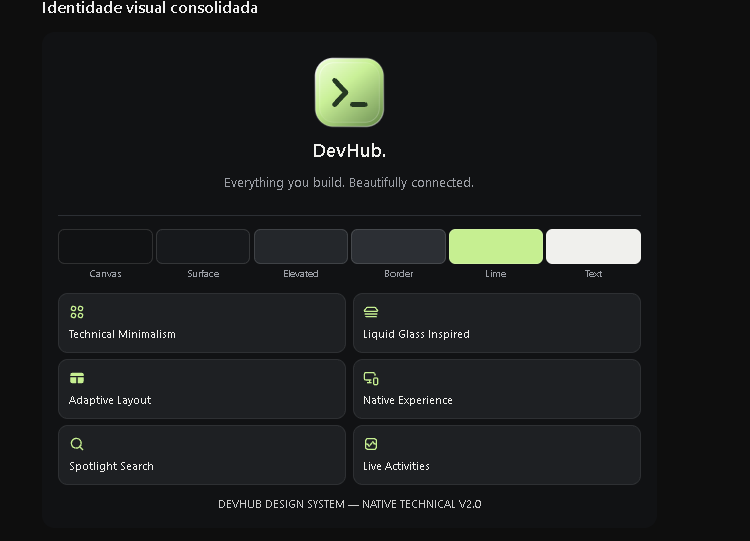 Identidade visual consolidada
DevHub.
Everything you build. Beautifully connected.
Canvas
Surface
Elevated
Border
Lime
Text
Technical Minimalism
Liquid Glass Inspired
Adaptive Layout
Native Experience
Spotlight Search
Live Activities
DEVHUB DESIGN SYSTEM — NATIVE TECHNICAL V2.0